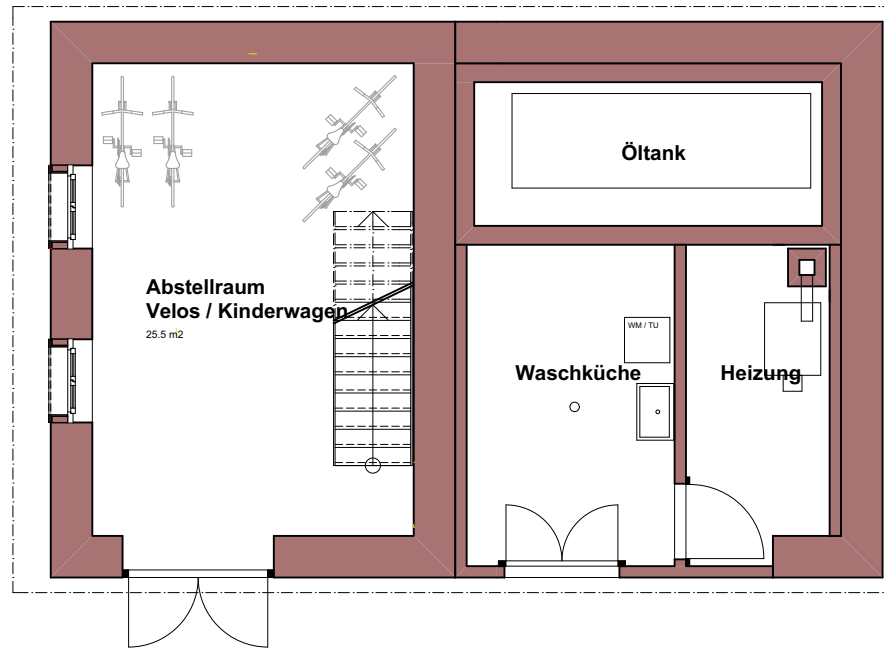 Öltank
Abstellraum
Velos / Kinderwagen
25.5 m2
WM / TU
Waschküche
Heizung